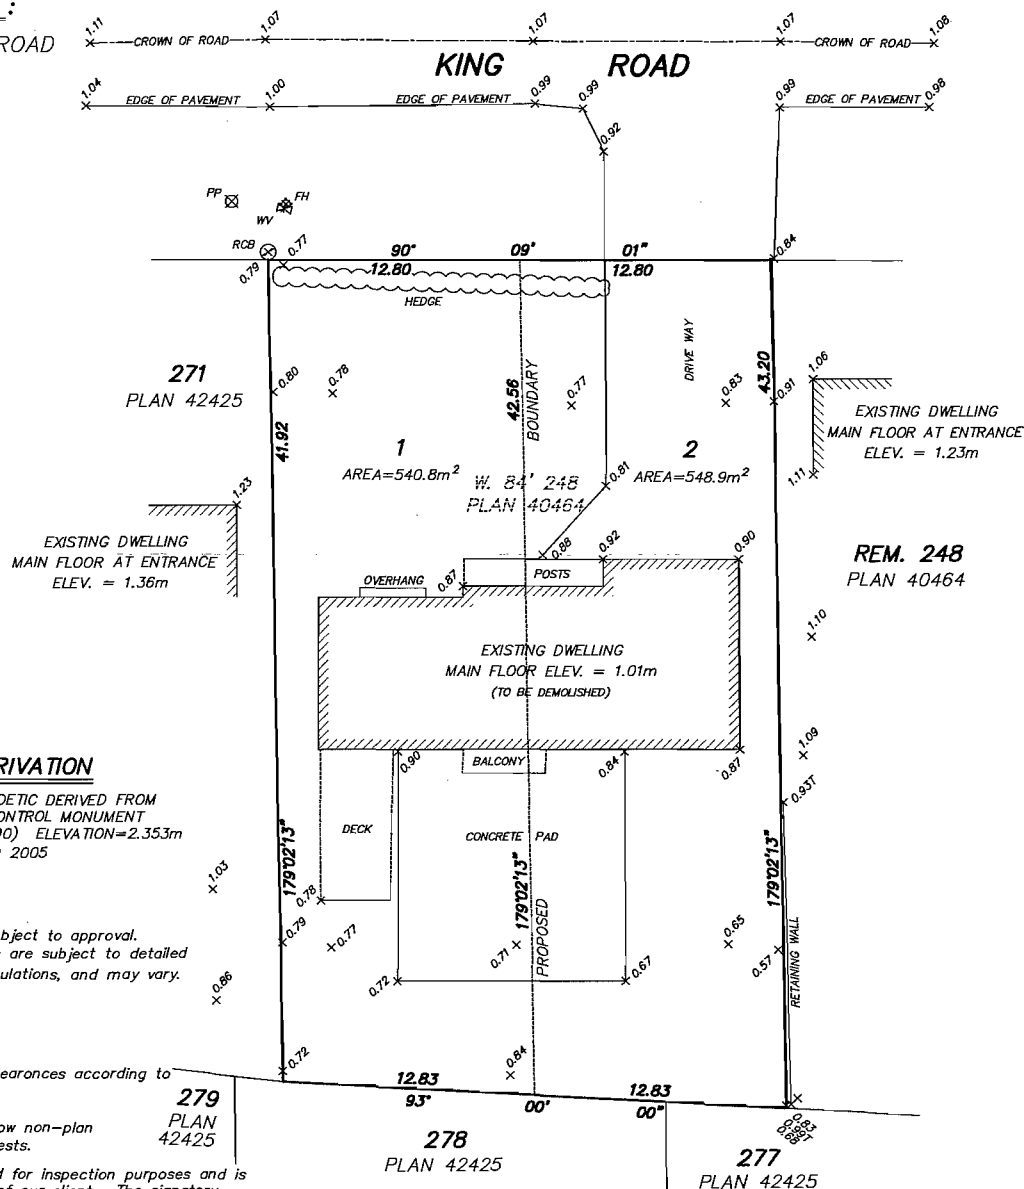 ROAD
1.11
CROWN OF ROAD
1.07
1.07
1.07
CROWN OF ROAD
1.08
KING ROAD
1.04
EDGE OF PAVEMENT
1.00
EDGE OF PAVEMENT
0.99
0.99
0.99
EDGE OF PAVEMENT
0.98
0.92
PP
FH
WV
RCB
0.77
90° 09' 01"
0.84
0.79
12.80
12.80
HEDGE
271
PLAN 42425
0.80
0.78
42.56
BOUNDARY
0.77
DRIVE WAY
0.83
43.20
0.91
1.06
EXISTING DWELLING
MAIN FLOOR AT ENTRANCE
ELEV. = 1.23m
1.11
41.92
1
AREA=540.8m²
W. 84' 248
PLAN 40464
0.81
2
AREA=548.9m²
1.23
EXISTING DWELLING
MAIN FLOOR AT ENTRANCE
ELEV. = 1.36m
0.88
0.92
0.90
REM. 248
PLAN 40464
OVERHANG
0.87
POSTS
1.10
EXISTING DWELLING
MAIN FLOOR ELEV. = 1.01m
(TO BE DEMOLISHED)
0.90
BALCONY
0.84
0.87
1.09
0.93T
RIVATION
DETIC DERIVED FROM
ONTROL MONUMENT
ELEVATION=2.353m
2005
DECK
CONCRETE PAD
179°02'13"
179°02'13"
179°02'13"
1.03
0.78
0.79
0.77
0.71
PROPOSED
0.65
0.57
RETAINING WALL
bject to approval.
are subject to detailed
ulations, and may vary.
0.86
0.72
0.67
0.72
0.84
earances according to
12.83
12.83
93° 00' 00"
279
PLAN
42425
ow non-plan
ests.
278
PLAN 42425
277
PLAN 42425
d for inspection purposes and is